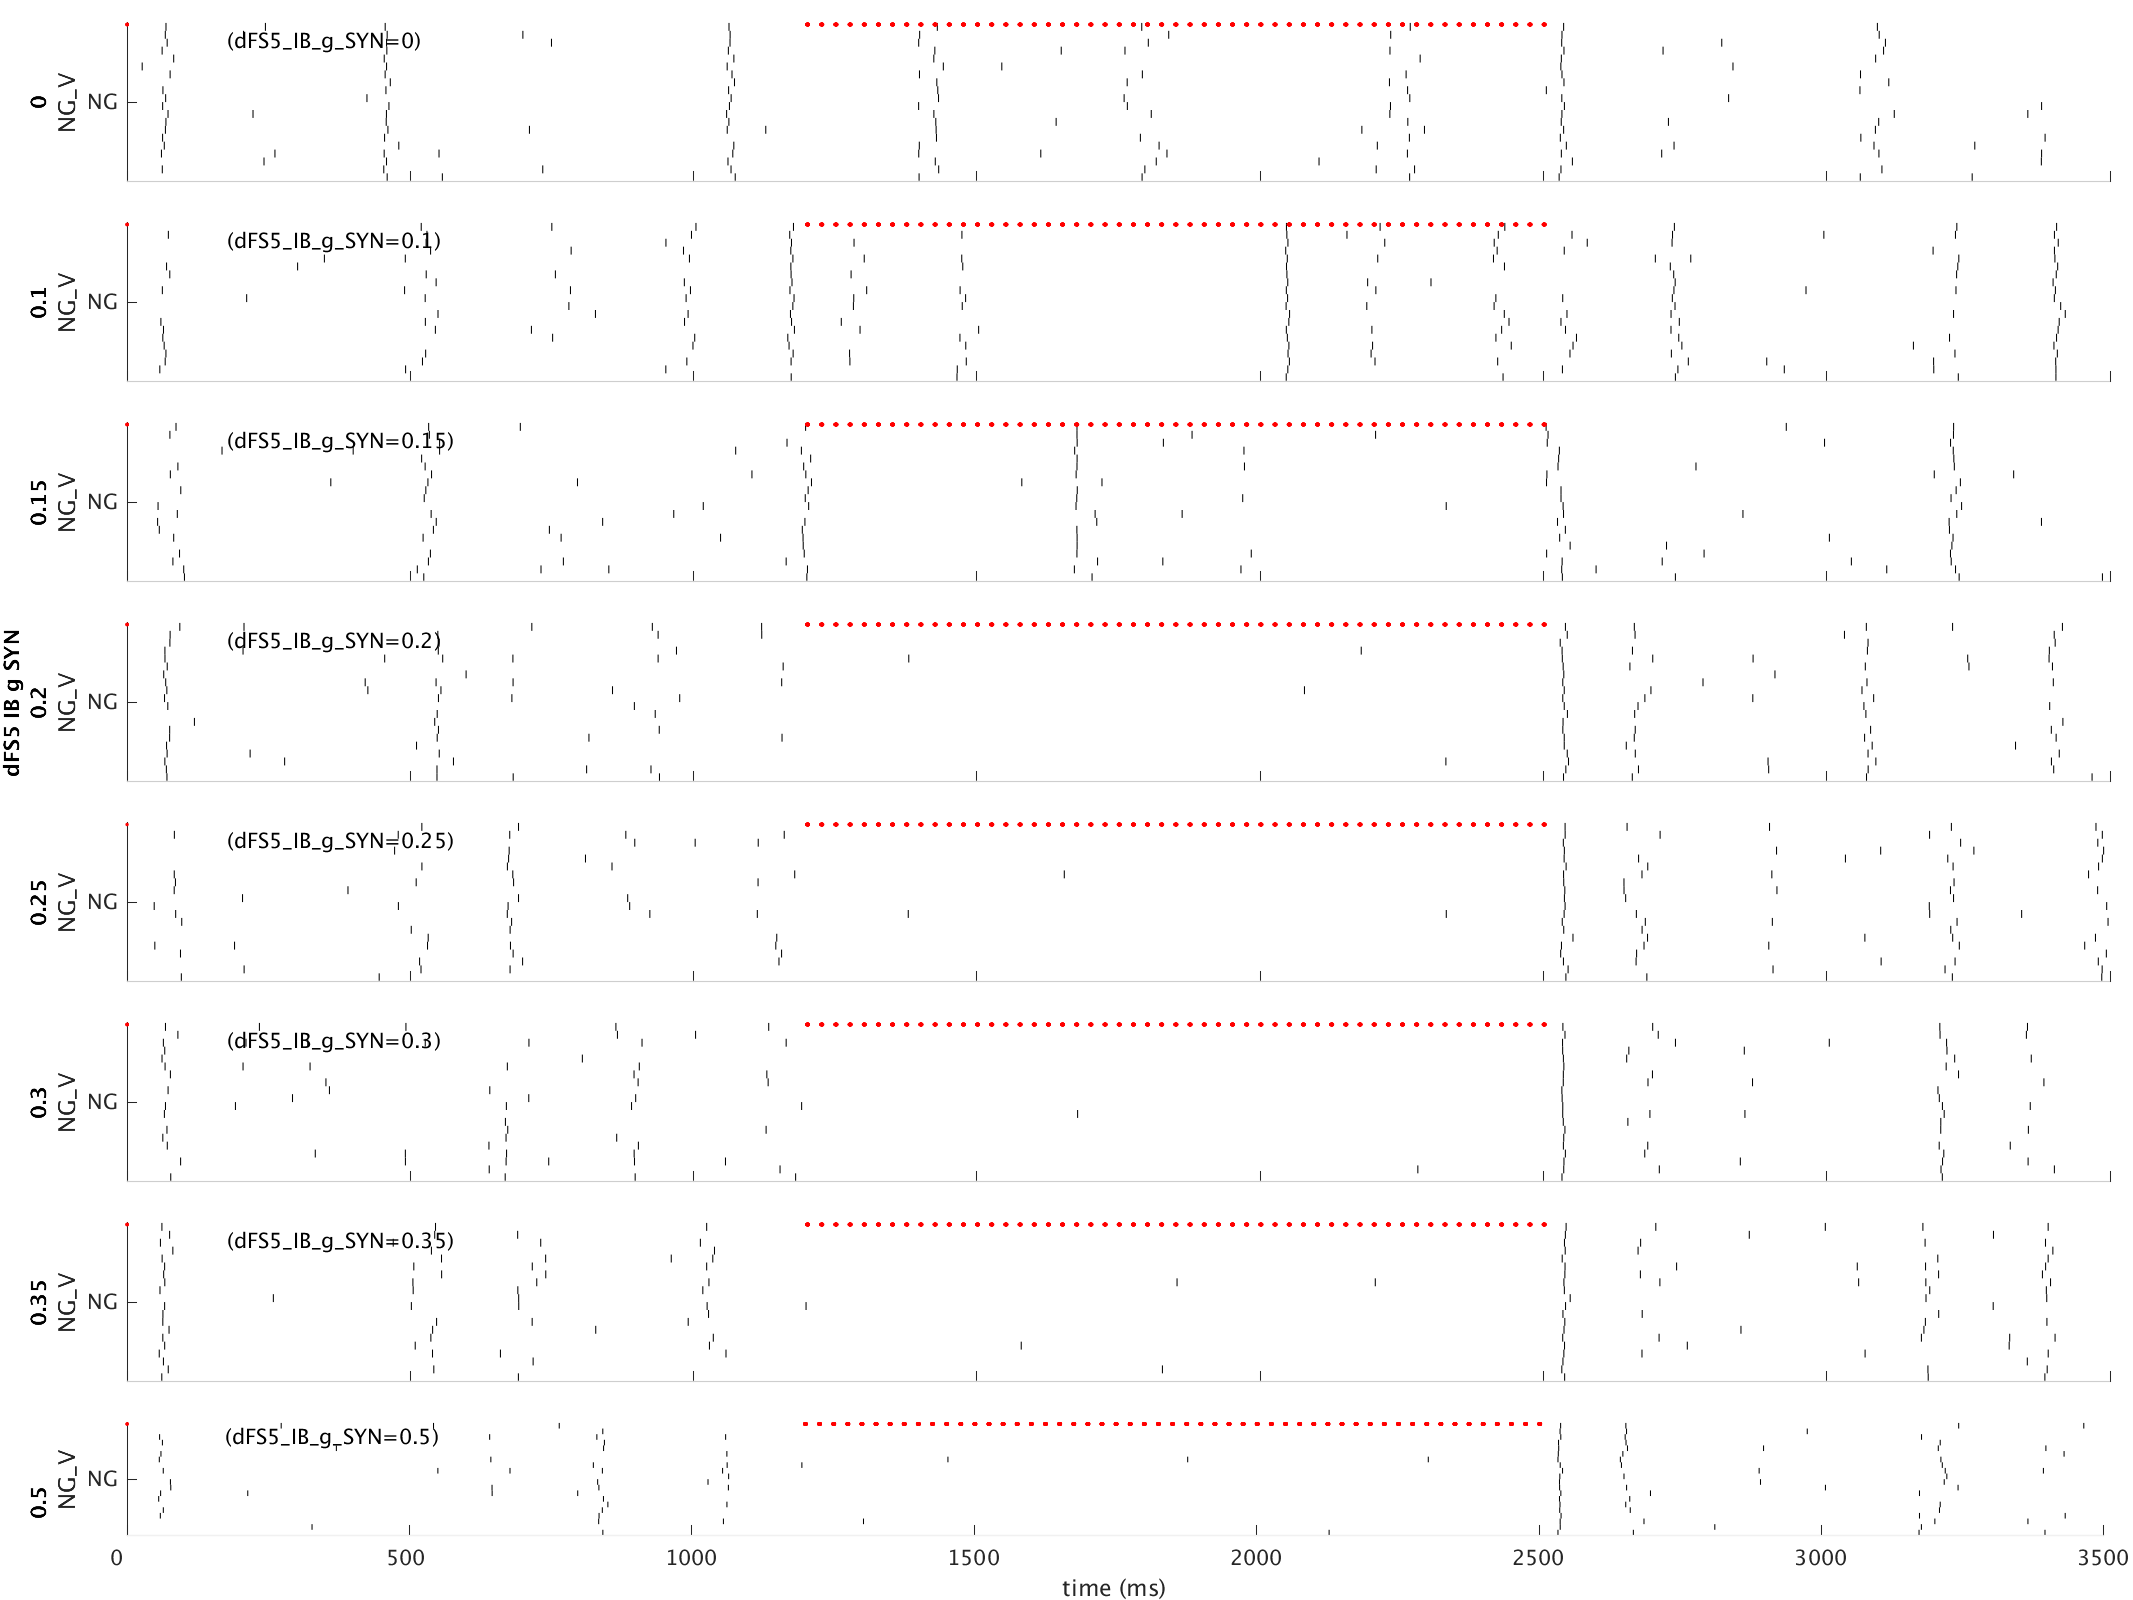 dFS5 IB g SYN
0
NG_V
NG
(dFS5_IB_g_SYN=0)
0.1
NG_V
NG
(dFS5_IB_g_SYN=0.1)
0.15
NG_V
NG
(dFS5_IB_g_SYN=0.15)
0.2
NG_V
NG
(dFS5_IB_g_SYN=0.2)
0.25
NG_V
NG
(dFS5_IB_g_SYN=0.25)
0.3
NG_V
NG
(dFS5_IB_g_SYN=0.3)
0.35
NG_V
NG
(dFS5_IB_g_SYN=0.35)
0.5
NG_V
NG
(dFS5_IB_g_SYN=0.5)
0 500 1000 1500 2000 2500 3000 3500
time (ms)